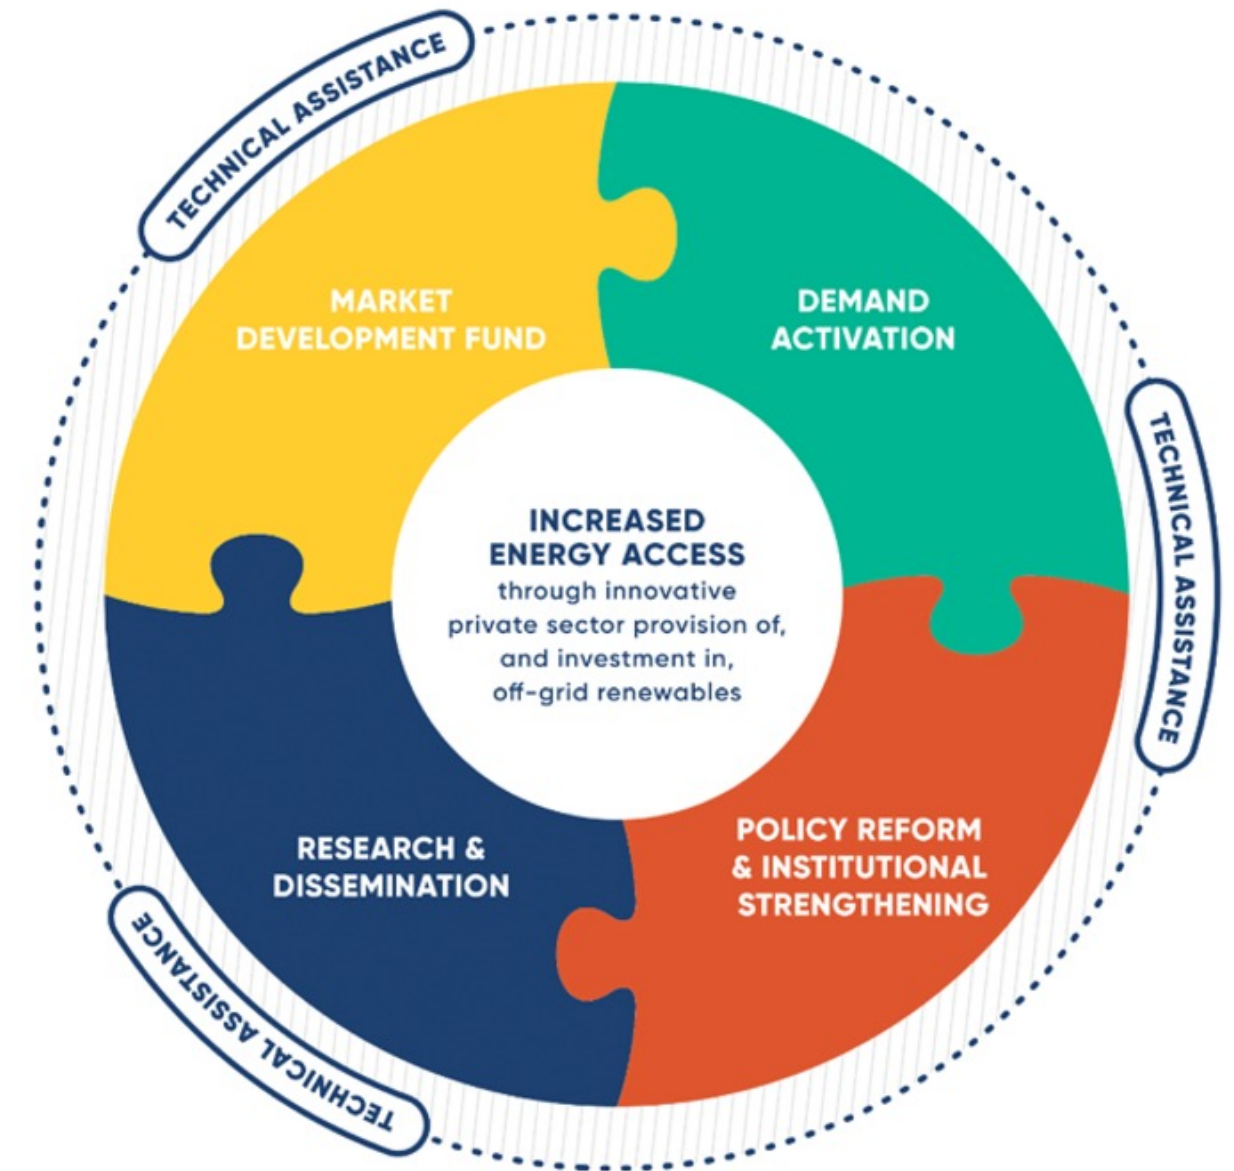 TECHNICAL ASSISTANCE
MARKET
DEVELOPMENT FUND
DEMAND
ACTIVATION
TECHNICAL ASSISTANCE
INCREASED
ENERGY ACCESS
through innovative
private sector provision of,
and investment in,
off-grid renewables
RESEARCH &
DISSEMINATION
POLICY REFORM
& INSTITUTIONAL
STRENGTHENING
TECHNICAL ASSISTANCE